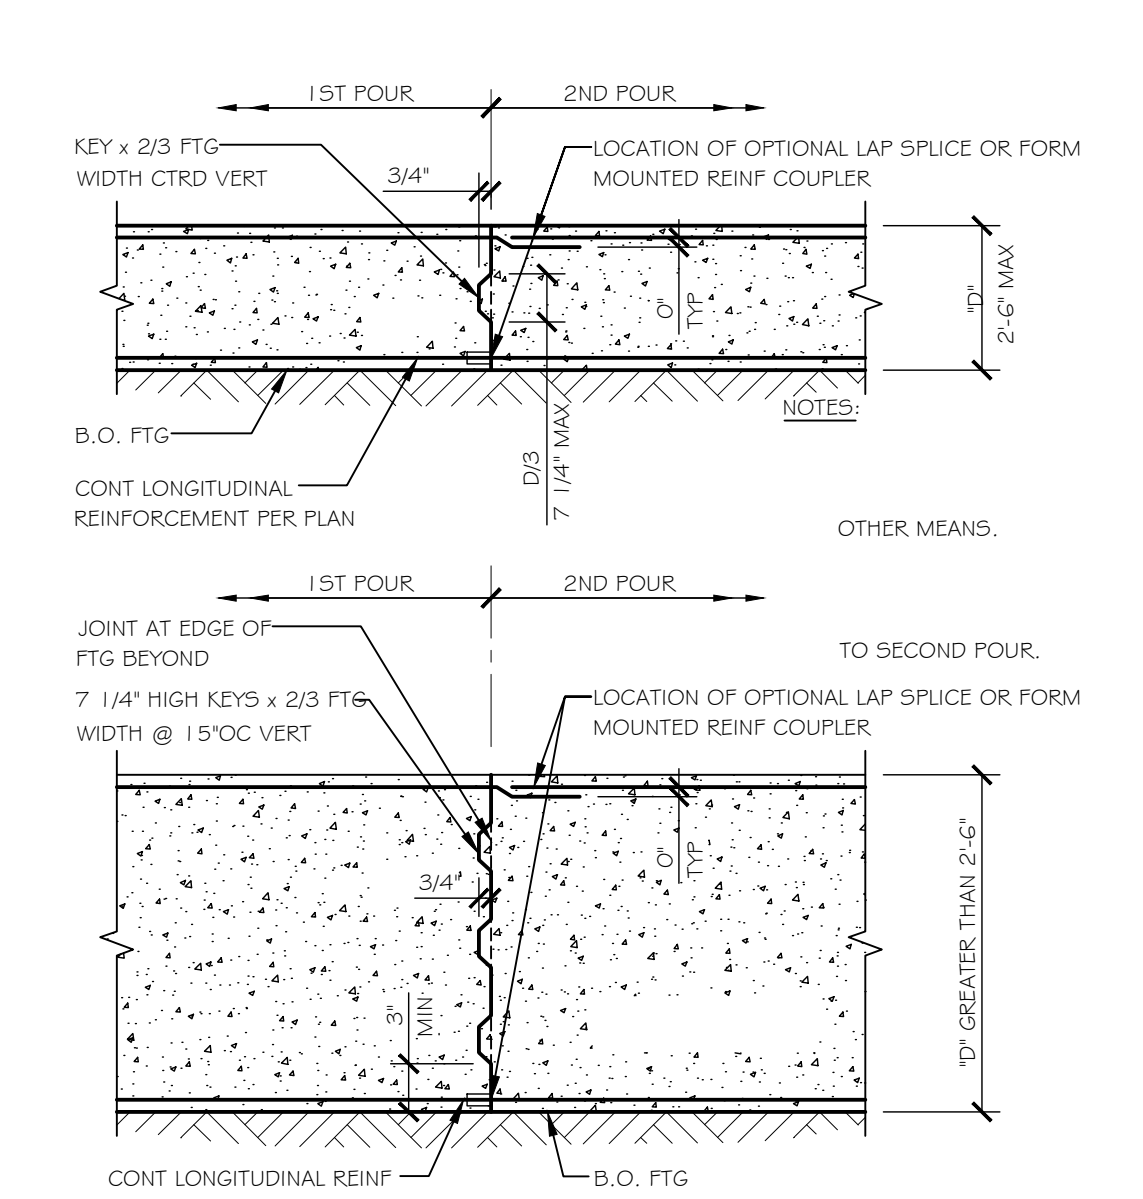 1ST POUR
2ND POUR
KEY x 2/3 FTG
WIDTH CTRD VERT
3/4"
LOCATION OF OPTIONAL LAP SPLICE OR FORM
MOUNTED REINF COUPLER
0"
TYP
"D"
2'-6" MAX
D/3
7 1/4" MAX
NOTES:
B.O. FTG
CONT LONGITUDINAL
REINFORCEMENT PER PLAN
OTHER MEANS.
1ST POUR
2ND POUR
JOINT AT EDGE OF
FTG BEYOND
TO SECOND POUR.
7 1/4" HIGH KEYS x 2/3 FTG
WIDTH @ 15"OC VERT
LOCATION OF OPTIONAL LAP SPLICE OR FORM
MOUNTED REINF COUPLER
0"
TYP
3/4"
3"
MIN
"D" GREATER THAN 2'-6"
CONT LONGITUDINAL REINF
B.O. FTG